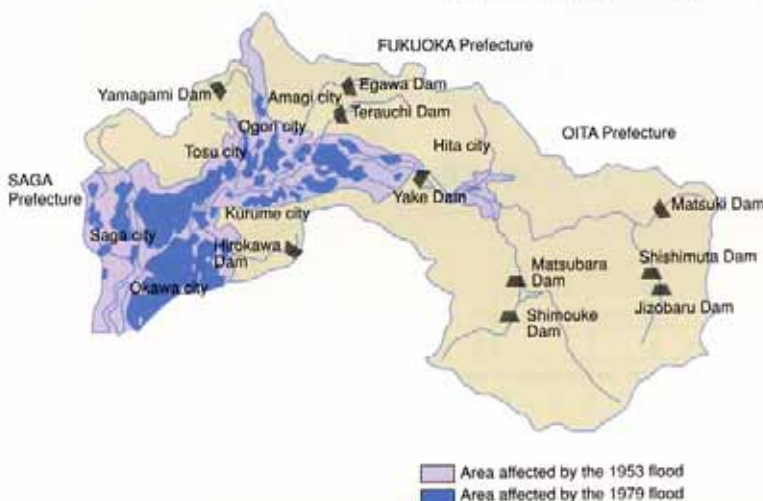 FUKUOKA Prefecture
Yamagami Dam
Egawa Dam
Amagi city
Terauchi Dam
Ogori city
OITA Prefecture
Tosu city
Hita city
SAGA
Prefecture
Yake Dam
Matsuki Dam
Kurume city
Saga city
Hirokawa
Dam
Matsubara
Dam
Shishimuta Dam
Okawa city
Jizobaru Dam
Shimouke
Dam
Area affected by the 1953 flood
Area affected by the 1979 flood